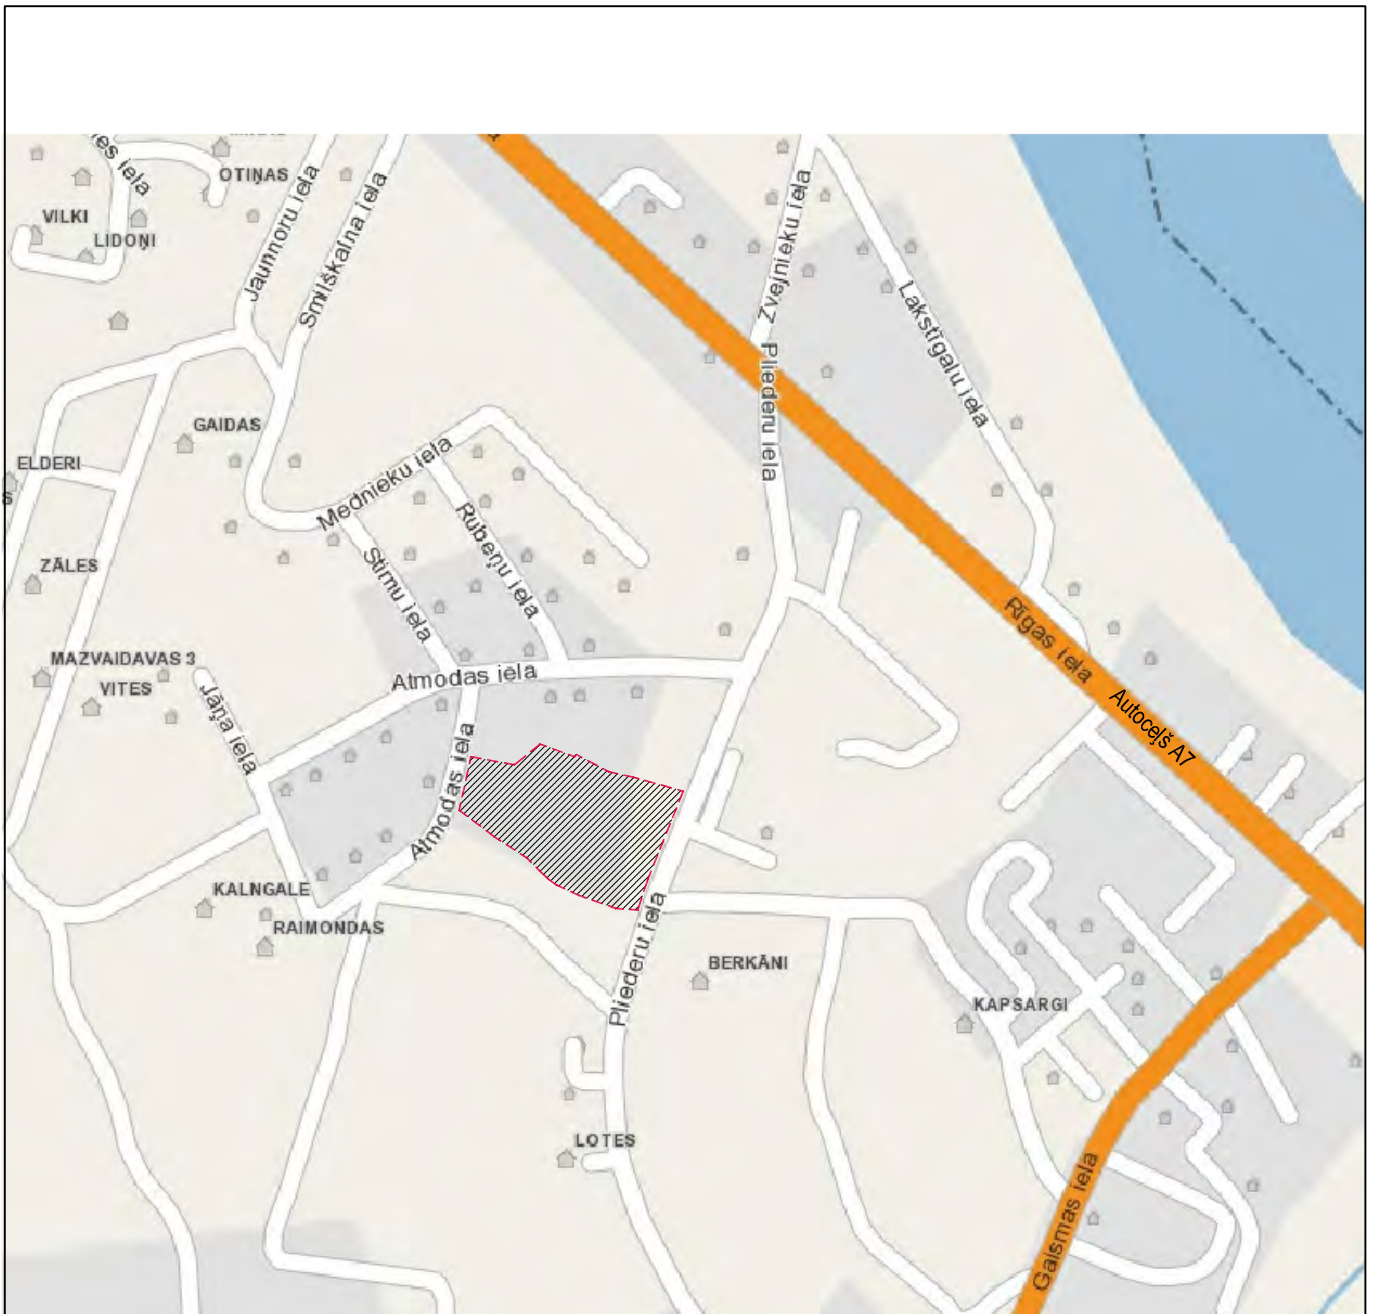 OTIŅAS
VILKI
LIDOŅI
Jaunnoru iela
Smilškalna iela
Zvejnieku iela
Lakstīgalu iela
Pliederu iela
GAIDAS
ELDERI
Mednieku iela
Rubeņu iela
Stirnu iela
ZĀLES
Rīgas iela
MAZVAIDAVAS 3
VITES
Atmodas iela
Jāņa iela
Autoceļš A7
Atmodas iela
KALNGALE
RAIMONDAS
Pliederu iela
BERKĀNI
KAPSARGI
LOTES
Gaismas iela